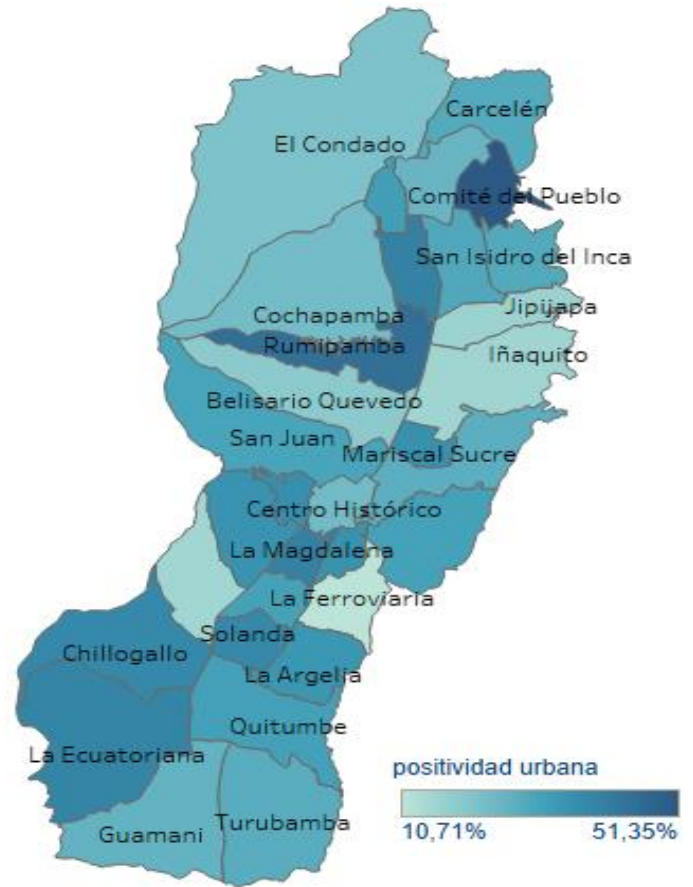 Carcelén
El Condado
Comité del Pueblo
San Isidro del Inca
Jipijapa
Cochapamba
Rumipamba
Iñaquito
Belisario Quevedo
San Juan
Mariscal Sucre
Centro Histórico
La Magdalena
La Ferroviaria
Solanda
Chillogallo
La Argelia
Quitumbe
La Ecuatoriana
positividad urbana
Turubamba
Guamani
10,71%
51,35%